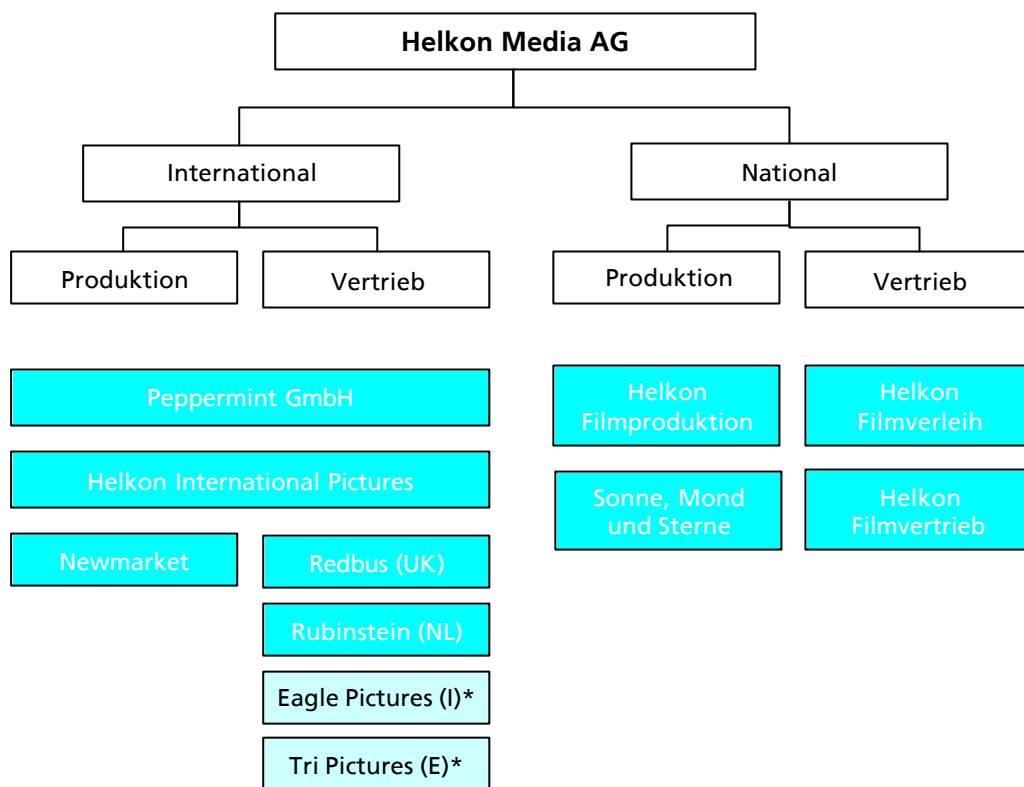 Helkon Media AG
International
National
Produktion
Vertrieb
Produktion
Vertrieb
Peppermint GmbH
Helkon International Pictures
Newmarket
Redbus (UK)
Rubinstein (NL)
Eagle Pictures (I)*
Tri Pictures (E)*
Helkon
Filmproduktion
Sonne, Mond
und Sterne
Helkon
Filmverleih
Helkon
Filmvertrieb